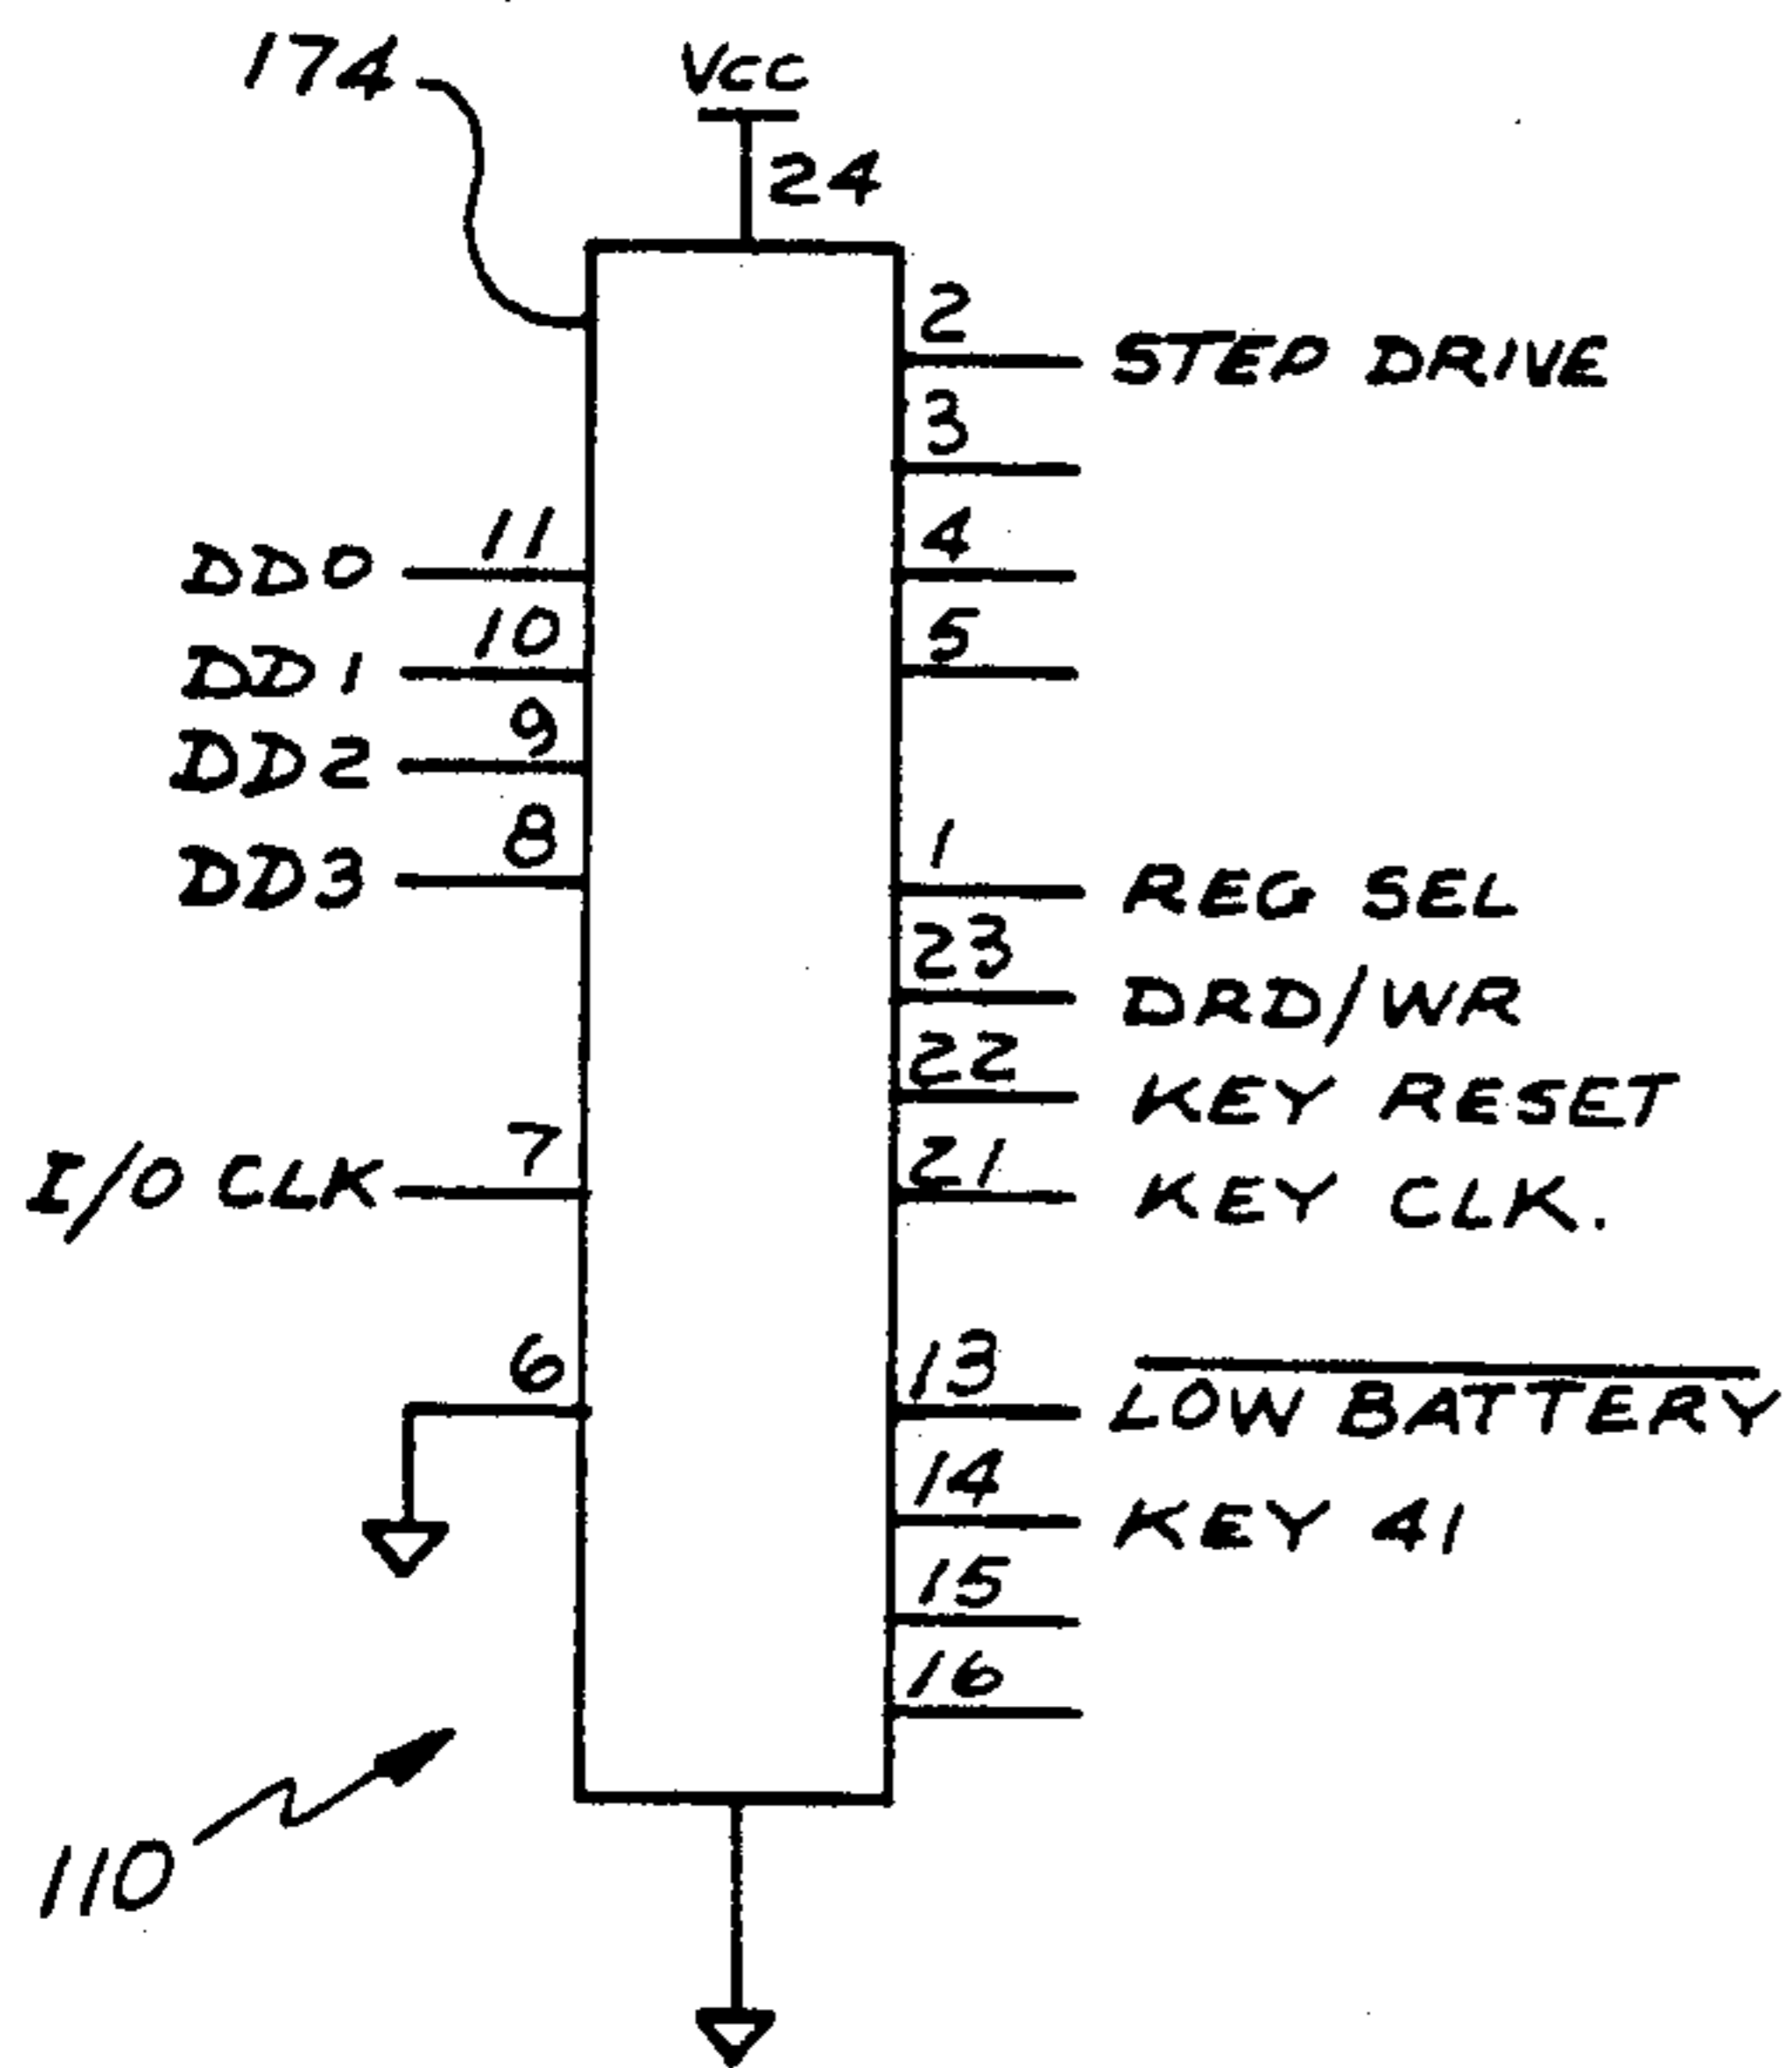 174
VCC
24
2
STEP DRIVE
3
4
11
DD0
5
10
DD1
9
DD2
8
DD3
1
REG SEL
23
DRD/WR
22
KEY RESET
7
I/O CLK
21
KEY CLK.
6
13
LOW BATTERY
14
KEY 41
15
16
110